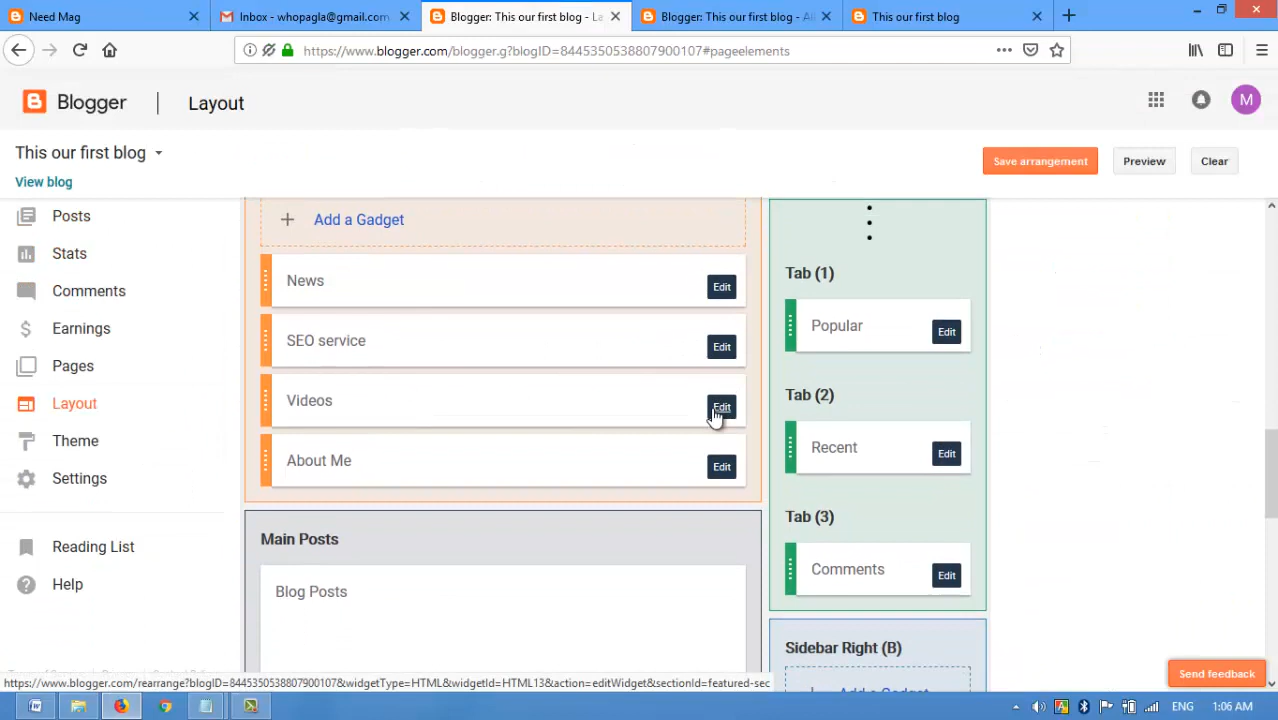 Need Mag
Inbox - whopagla@gmail.com
Blogger: This our first blog - La
Blogger: This our first blog - All
This our first blog
https://www.blogger.com/blogger.g?blogID=8445350538807900107#pageelements
Blogger
Layout
M
This our first blog
View blog
Save arrangement
Preview
Clear
Posts
Stats
Comments
Earnings
Pages
Layout
Theme
Settings
Reading List
Help
Add a Gadget
News
Edit
SEO service
Edit
Videos
Edit
About Me
Edit
Main Posts
Blog Posts
Tab (1)
Popular
Edit
Tab (2)
Recent
Edit
Tab (3)
Comments
Edit
Sidebar Right (B)
Add a Gadget
Send feedback
https://www.blogger.com/rearrange?blogID=8445350538807900107&widgetType=HTML&widgetId=HTML13&action=editWidget&sectionId=featured-sec
ENG
1:06 AM